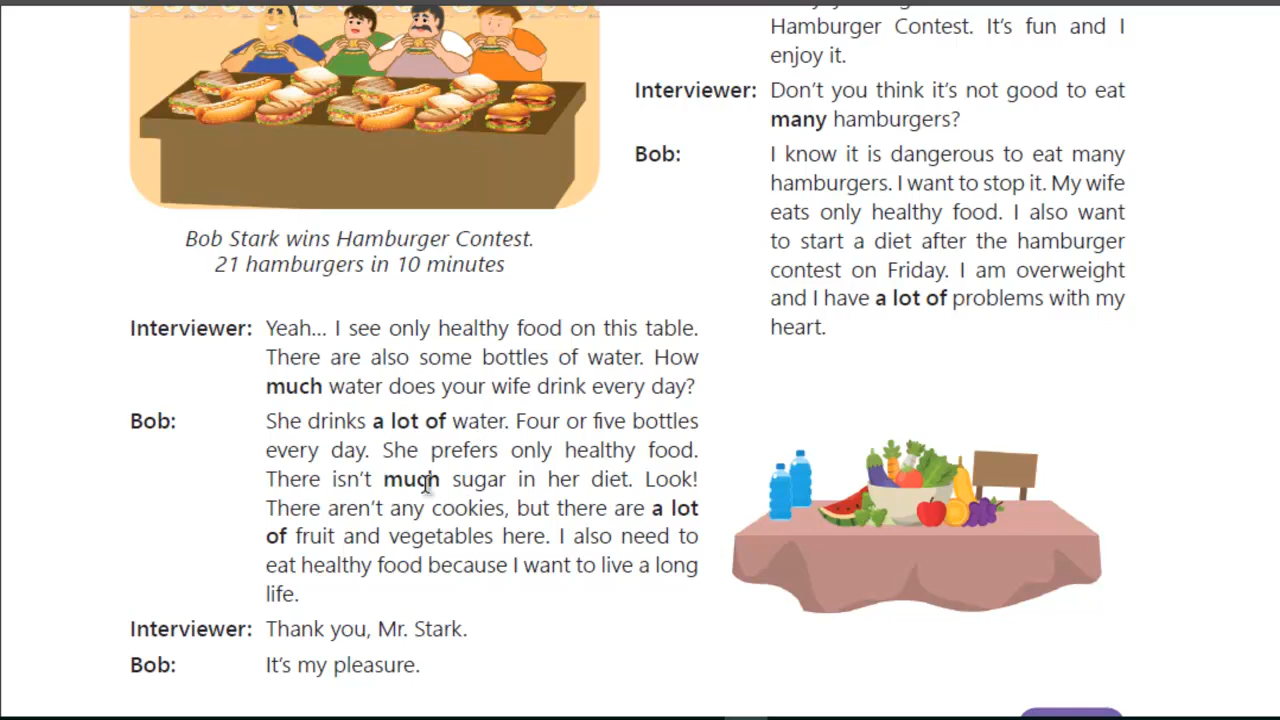 Bob Stark wins Hamburger Contest.
21 hamburgers in 10 minutes
Hamburger Contest. It's fun and I
enjoy it.
Interviewer: Don't you think it's not good to eat
many hamburgers?
Bob: I know it is dangerous to eat many
hamburgers. I want to stop it. My wife
eats only healthy food. I also want
to start a diet after the hamburger
contest on Friday. I am overweight
and I have a lot of problems with my
heart.
Interviewer: Yeah... I see only healthy food on this table.
There are also some bottles of water. How
much water does your wife drink every day?
Bob: She drinks a lot of water. Four or five bottles
every day. She prefers only healthy food.
There isn't much sugar in her diet. Look!
There aren't any cookies, but there are a lot
of fruit and vegetables here. I also need to
eat healthy food because I want to live a long
life.
Interviewer: Thank you, Mr. Stark.
Bob: It's my pleasure.